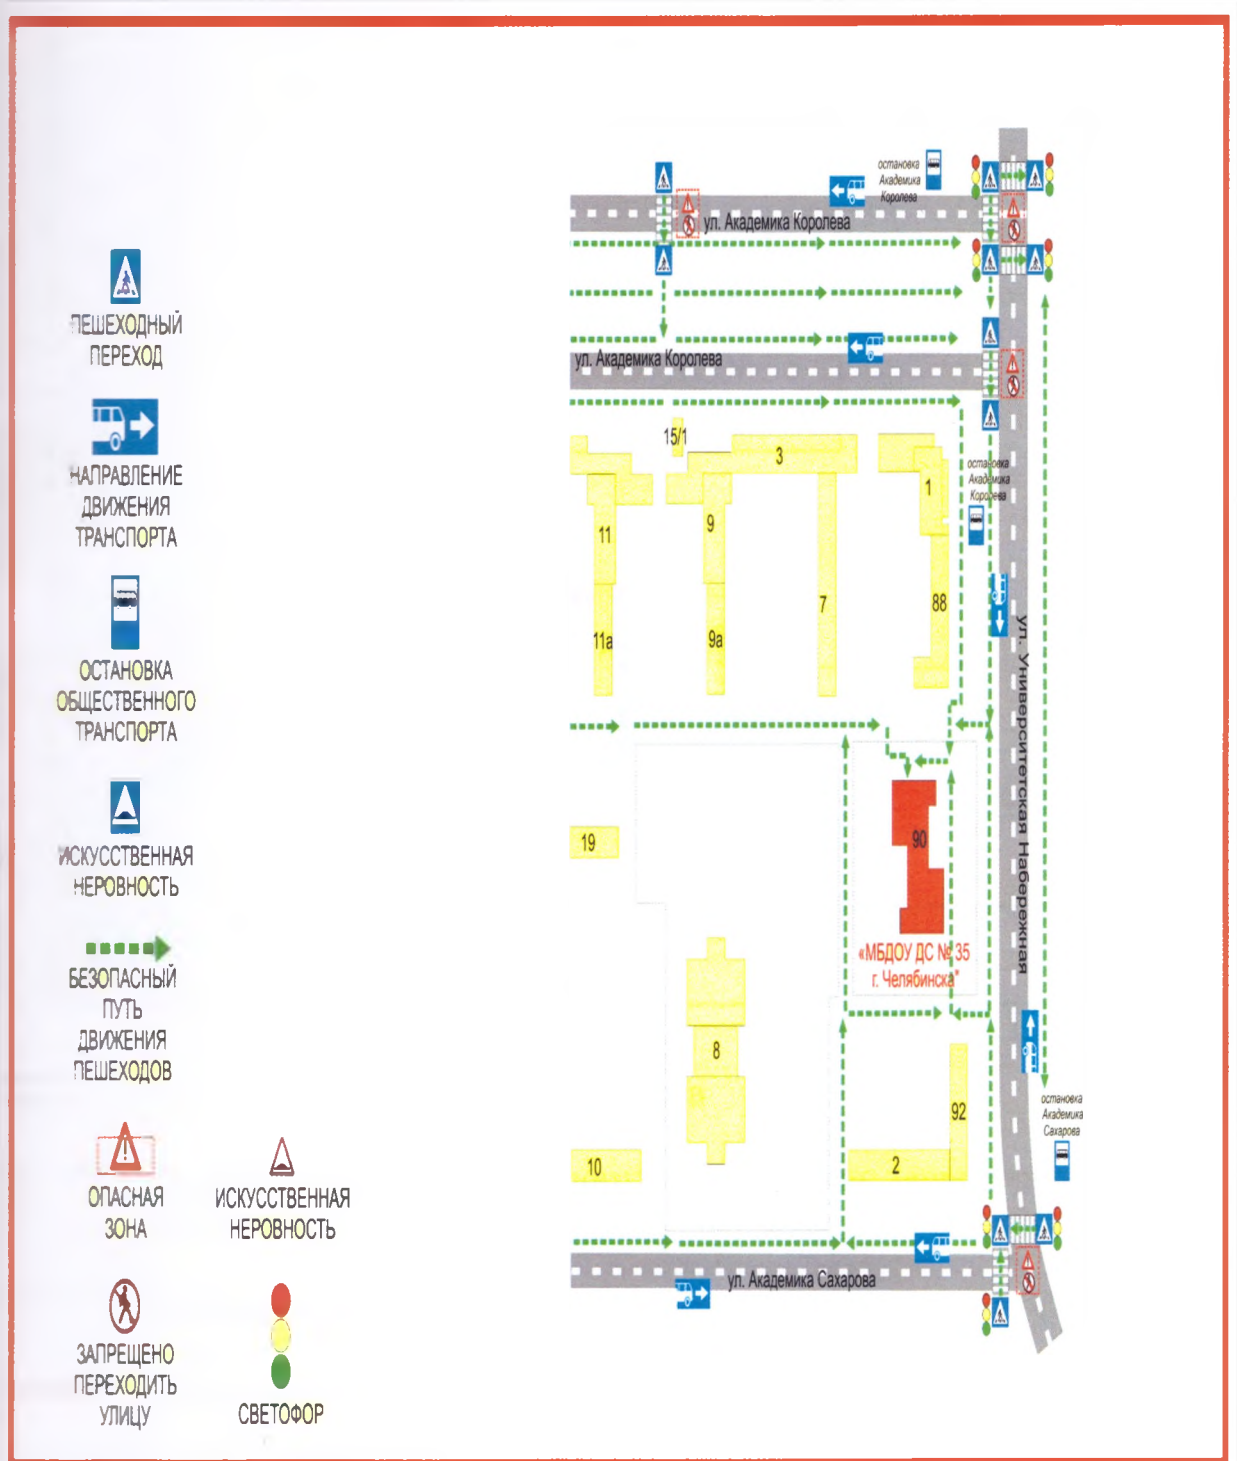 ПЕШЕХОДНЫЙ
ПЕРЕХОД
НАПРАВЛЕНИЕ
ДВИЖЕНИЯ
ТРАНСПОРТА
ОСТАНОВКА
ОБЩЕСТВЕННОГО
ТРАНСПОРТА
ИСКУССТВЕННАЯ
НЕРОВНОСТЬ
БЕЗОПАСНЫЙ
ПУТЬ
ДВИЖЕНИЯ
ПЕШЕХОДОВ
ОПАСНАЯ
ЗОНА
ИСКУССТВЕННАЯ
НЕРОВНОСТЬ
ЗАПРЕЩЕНО
ПЕРЕХОДИТЬ
УЛИЦУ
СВЕТОФОР
остановка
Академика
Королева
ул. Академика Королева
ул. Академика Королева
15/1
3
1
остановка
Академика
Королева
11
9
7
88
11а
9а
ул. Университетская Набережная
19
90
«МБДОУ ДС № 35
г. Челябинска"
8
92
остановка
Академика
Сахарова
10
2
ул. Академика Сахарова